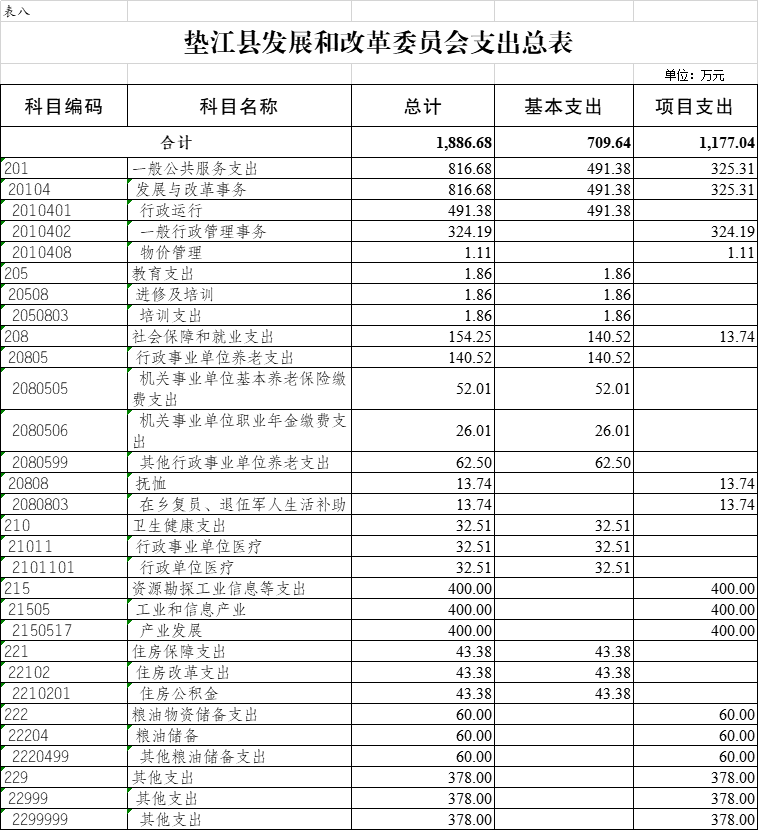 表八
垫江县发展和改革委员会支出总表
单位：万元
科目编码 科目名称 总计 基本支出 项目支出
合计 1,886.68 709.64 1,177.04
201 一般公共服务支出 816.68 491.38 325.31
20104 发展与改革事务 816.68 491.38 325.31
2010401 行政运行 491.38 491.38
2010402 一般行政管理事务 324.19 324.19
2010408 物价管理 1.11 1.11
205 教育支出 1.86 1.86
20508 进修及培训 1.86 1.86
2050803 培训支出 1.86 1.86
208 社会保障和就业支出 154.25 140.52 13.74
20805 行政事业单位养老支出 140.52 140.52
2080505 机关事业单位基本养老保险缴 52.01 52.01
费支出
2080506 机关事业单位职业年金缴费支 26.01 26.01
出
2080599 其他行政事业单位养老支出 62.50 62.50
20808 抚恤 13.74 13.74
2080803 在乡复员、退伍军人生活补助 13.74 13.74
210 卫生健康支出 32.51 32.51
21011 行政事业单位医疗 32.51 32.51
2101101 行政单位医疗 32.51 32.51
215 资源勘探工业信息等支出 400.00 400.00
21505 工业和信息产业 400.00 400.00
2150517 产业发展 400.00 400.00
221 住房保障支出 43.38 43.38
22102 住房改革支出 43.38 43.38
2210201 住房公积金 43.38 43.38
222 粮油物资储备支出 60.00 60.00
22204 粮油储备 60.00 60.00
2220499 其他粮油储备支出 60.00 60.00
229 其他支出 378.00 378.00
22999 其他支出 378.00 378.00
2299999 其他支出 378.00 378.00